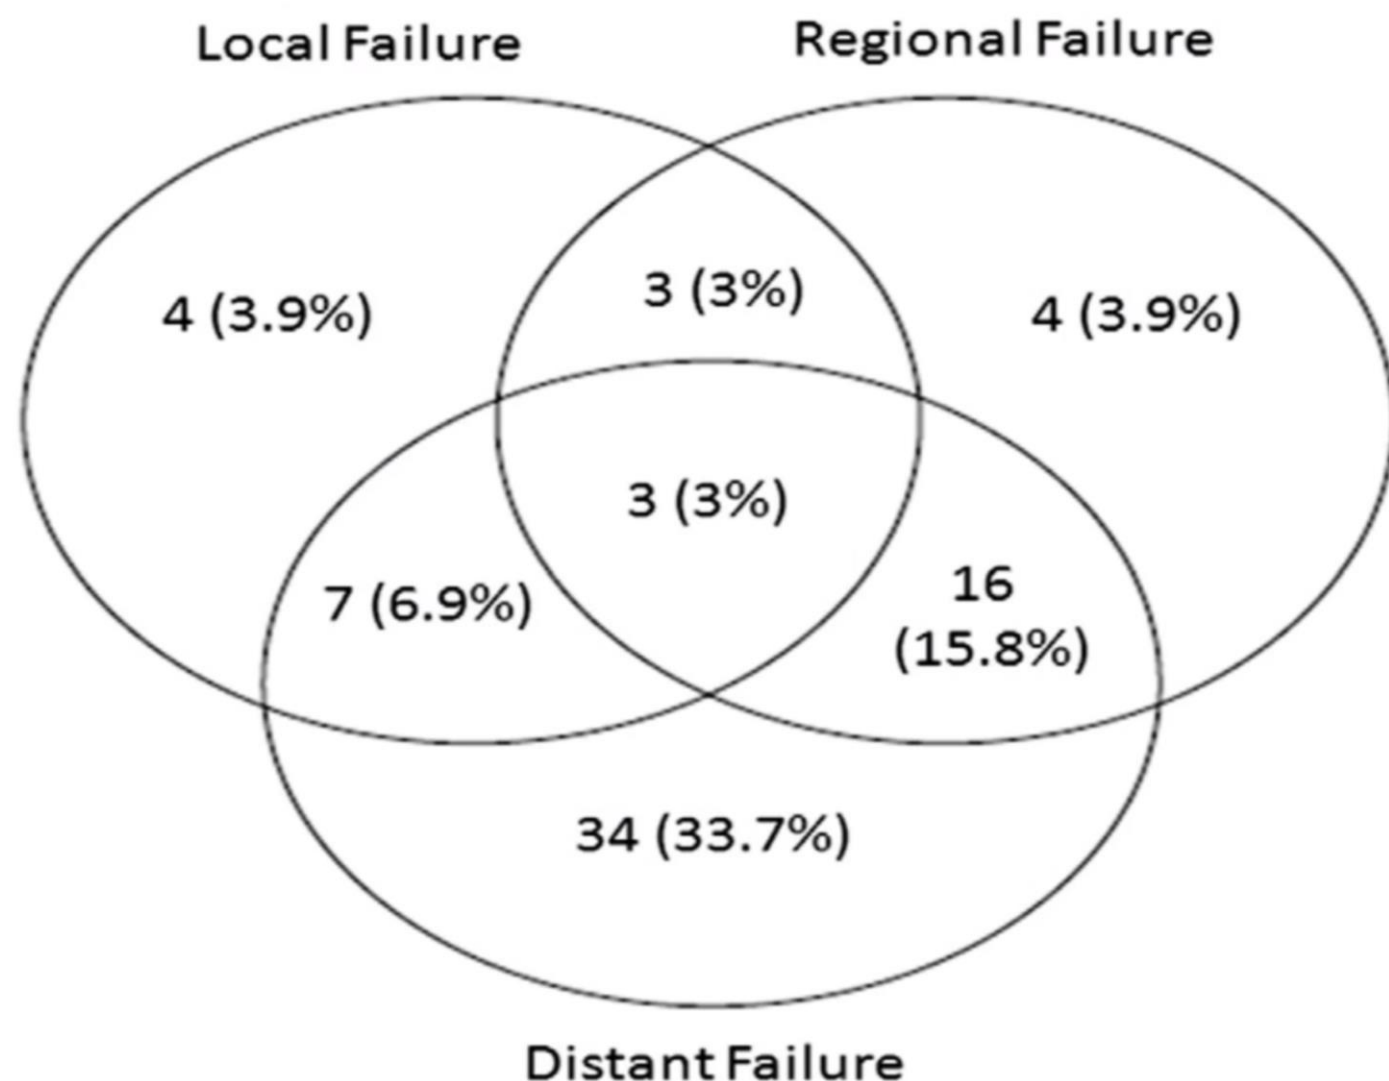 Local Failure
Regional Failure
3 (3%)
4 (3.9%)
4 (3.9%)
3 (3%)
7 (6.9%)
16
(15.8%)
34 (33.7%)
Distant Failure